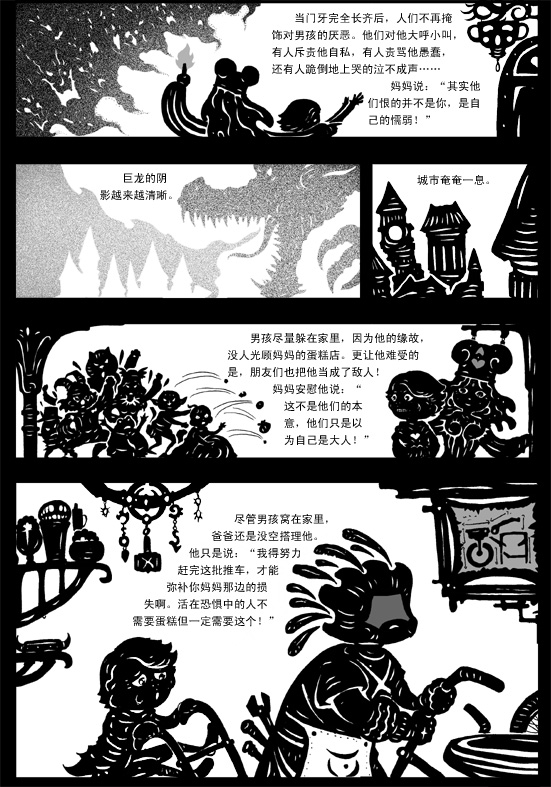 当门牙完全长齐后，人们不再掩
饰对男孩的厌恶。他们对他大呼小叫，
有人斥责他自私，有人责骂他愚蠢，
还有人跪倒地上哭的泣不成声……
妈妈说：“其实他
们恨的并不是你，是自
己的懦弱！”
巨龙的阴
影越来越清晰。
城市奄奄一息。
男孩尽量躲在家里，因为他的缘故，
没人光顾妈妈的蛋糕店。更让他难受的
是，朋友们也把他当成了敌人！
妈妈安慰他说：“
这不是他们的本
意，他们只是以
为自己是大人！”
尽管男孩窝在家里，
爸爸还是没空搭理他。
他只是说：“我得努力
赶完这批推车，才能
弥补你妈妈那边的损
失啊。活在恐惧中的人不
需要蛋糕但一定需要这个！”